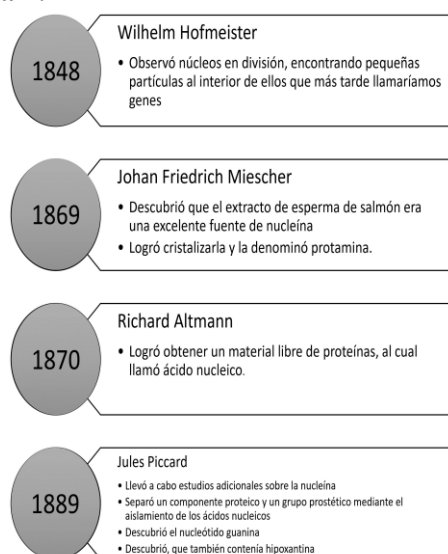 1848
Wilhelm Hofmeister
• Observó núcleos en división, encontrando pequeñas
partículas al interior de ellos que más tarde llamaríamos
genes
1869
Johan Friedrich Miescher
• Descubrió que el extracto de esperma de salmón era
una excelente fuente de nucleína
• Logró cristalizarla y la denominó protamina.
1870
Richard Altmann
• Logró obtener un material libre de proteínas, al cual
llamó ácido nucleico.
1889
Jules Piccard
• Llevó a cabo estudios adicionales sobre la nucleína
• Separó un componente proteico y un grupo prostético mediante el
aislamiento de los ácidos nucleicos
• Descubrió el nucleótido guanina
• Descubrió, que también contenía hipoxantina